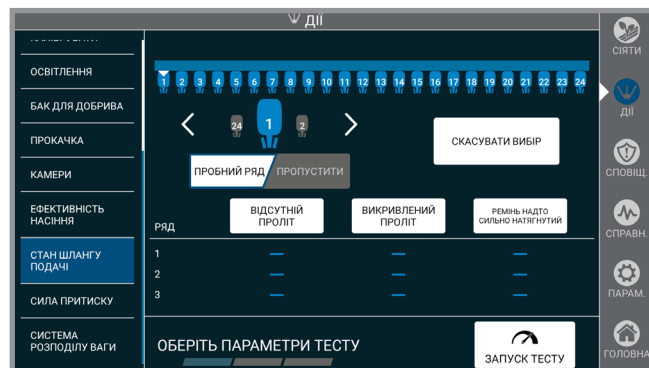 ДІЇ
ОСВІТЛЕННЯ
БАК ДЛЯ ДОБРИВА
ПРОКАЧКА
КАМЕРИ
ЕФЕКТИВНІСТЬ
НАСІННЯ
СТАН ШЛАНГУ
ПОДАЧІ
СИЛА ПРИТИСКУ
СИСТЕМА
РОЗПОДІЛУ ВАГИ
1 2 3 4 5 6 7 8 9 10 11 12 13 14 15 16 17 18 19 20 21 22 23 24
24 1 2
СКАСУВАТИ ВИБІР
ПРОБНИЙ РЯД ПРОПУСТИТИ
РЯД
ВІДСУТНІЙ
ПРОЛІТ
ВИКРИВЛЕНИЙ
ПРОЛІТ
РЕМІНЬ НАДТО
СИЛЬНО НАТЯГНУТИЙ
1 — — —
2 — — —
3 — — —
ОБЕРІТЬ ПАРАМЕТРИ ТЕСТУ
ЗАПУСК ТЕСТУ
СІЯТИ
ДІЇ
СПОВІЩ.
СПРАВН.
ПАРАМ.
ГОЛОВНА